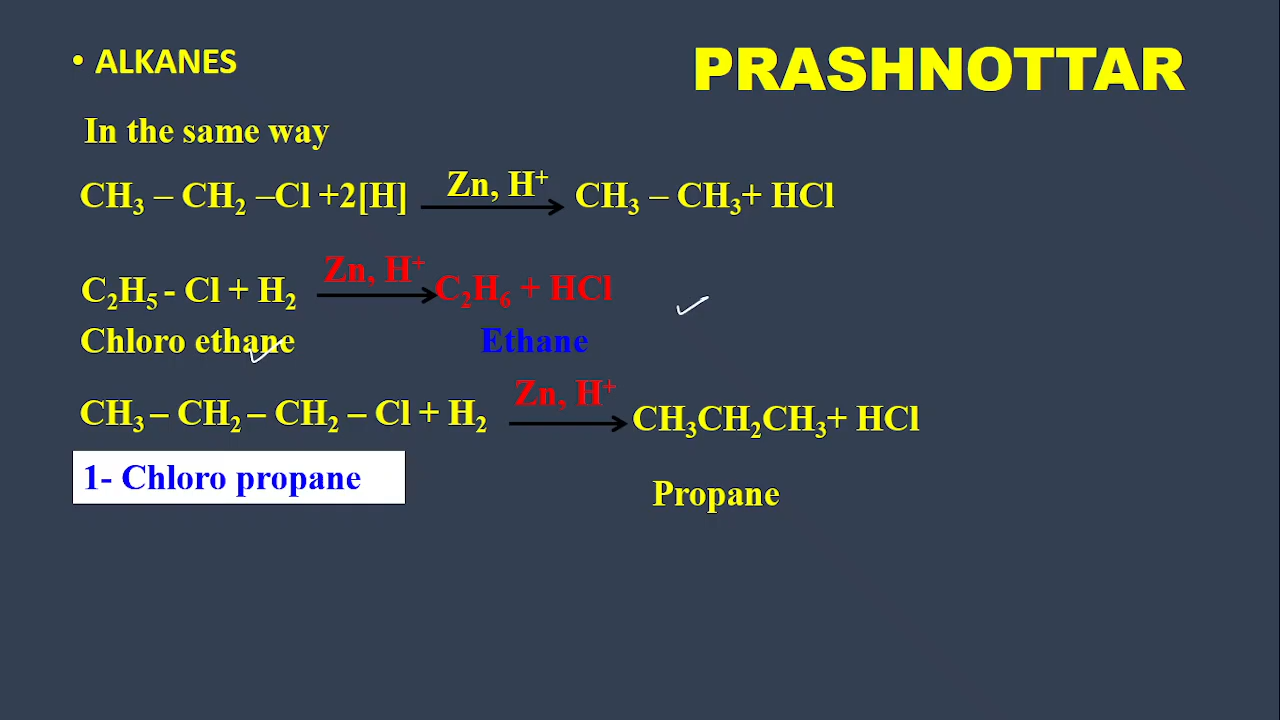 • ALKANES
PRASHNOTTAR
In the same way
CH₃ – CH₂ –Cl +2[H] Zn, H⁺ CH₃ – CH₃+ HCl
C₂H₅ - Cl + H₂ Zn, H⁺ C₂H₆ + HCl
Chloro ethane Ethane
CH₃ – CH₂ – CH₂ – Cl + H₂ Zn, H⁺ CH₃CH₂CH₃+ HCl
1- Chloro propane
Propane